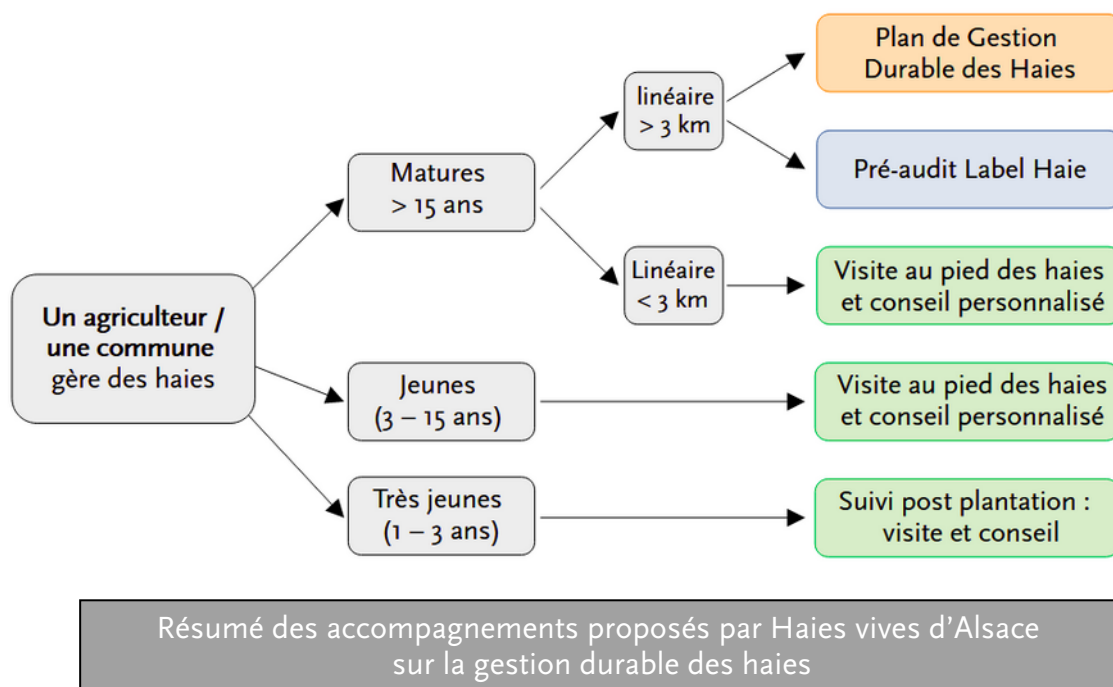 Un agriculteur /
une commune
gère des haies
Matures
> 15 ans
linéaire
> 3 km
Plan de Gestion
Durable des Haies
Pré-audit Label Haie
Linéaire
< 3 km
Visite au pied des haies
et conseil personnalisé
Jeunes
(3 – 15 ans)
Visite au pied des haies
et conseil personnalisé
Très jeunes
(1 – 3 ans)
Suivi post plantation :
visite et conseil
Résumé des accompagnements proposés par Haies vives d’Alsace
sur la gestion durable des haies